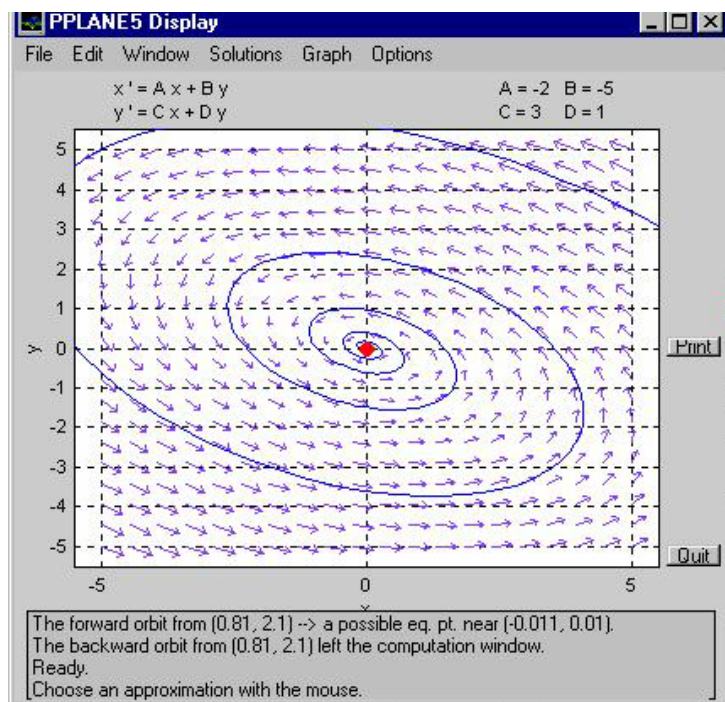 PPLANE5 Display
File Edit Window Solutions Graph Options
x ' = A x + B y
y ' = C x + D y
A = -2 B = -5
C = 3 D = 1
5
4
3
2
1
0
-1
-2
-3
-4
-5
y
-5 0 5
Print
Quit
The forward orbit from (0.81, 2.1) --> a possible eq. pt. near (-0.011, 0.01).
The backward orbit from (0.81, 2.1) left the computation window.
Ready.
Choose an approximation with the mouse.